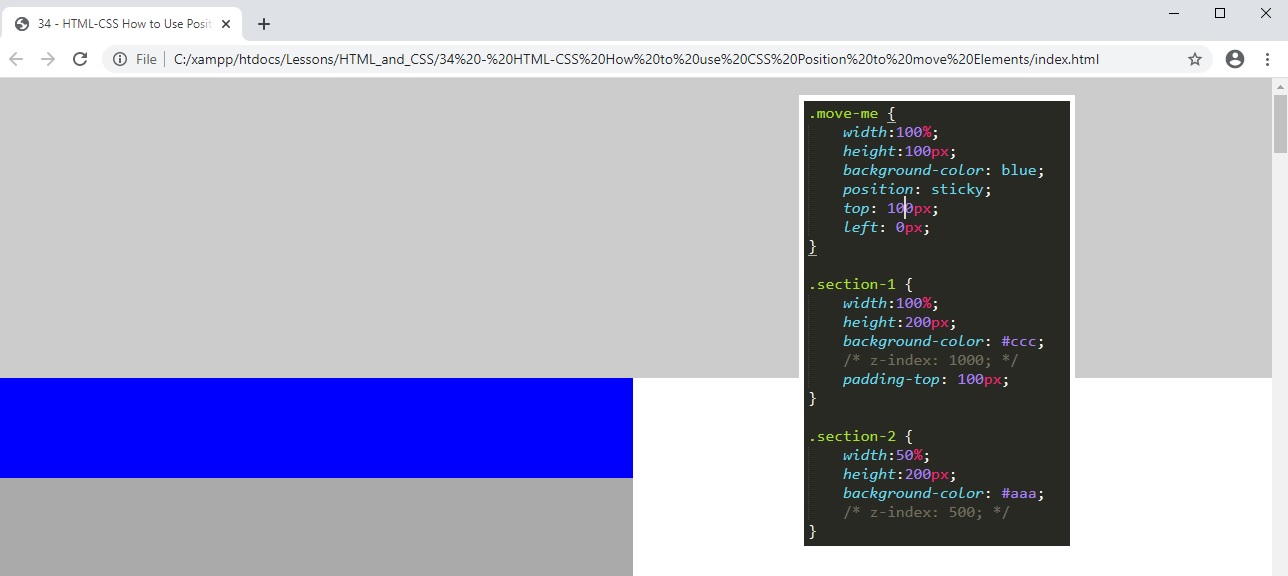 34 - HTML-CSS How to Use Posit
File
C:/xampp/htdocs/Lessons/HTML_and_CSS/34%20-%20HTML-CSS%20How%20to%20use%20CSS%20Position%20to%20move%20Elements/index.html
.move-me {
width:100%;
height:100px;
background-color: blue;
position: sticky;
top: 100px;
left: 0px;
}
.section-1 {
width:100%;
height:200px;
background-color: #ccc;
/* z-index: 1000; */
padding-top: 100px;
}
.section-2 {
width:50%;
height:200px;
background-color: #aaa;
/* z-index: 500; */
}